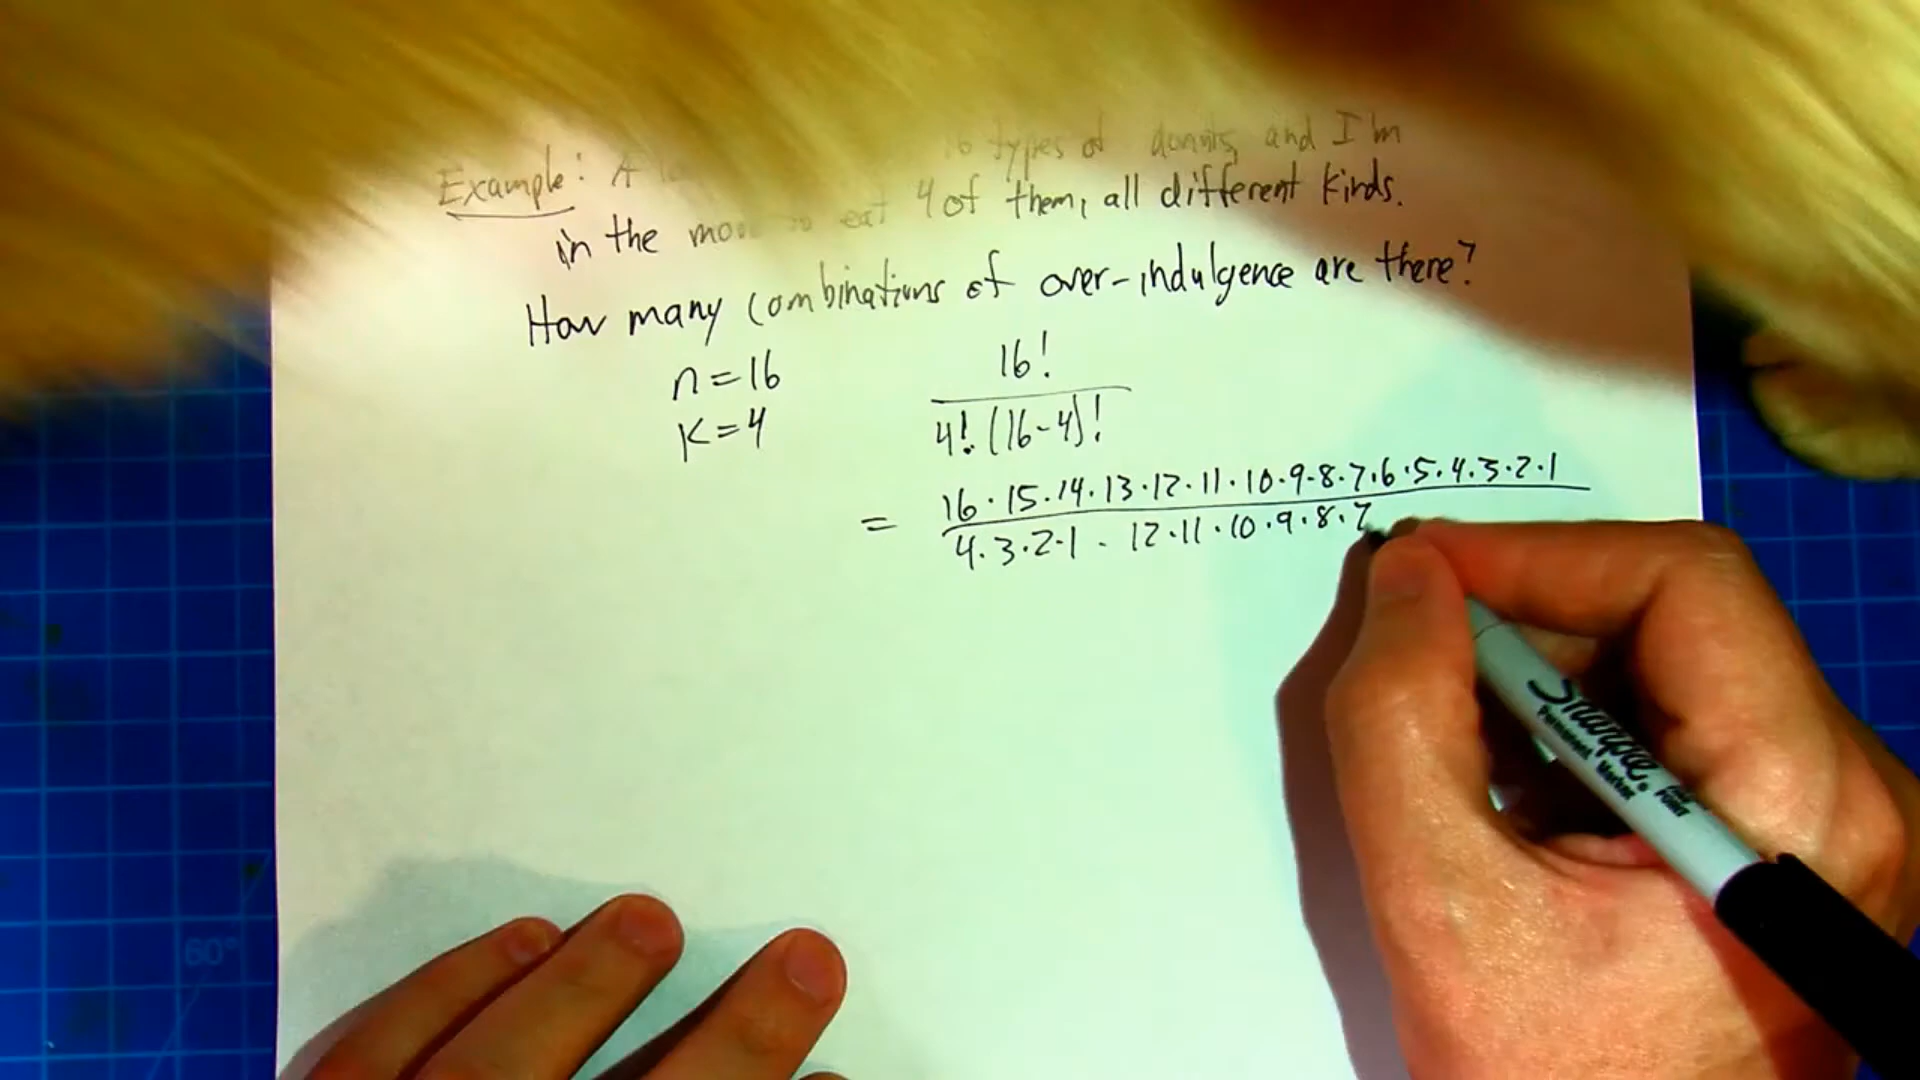 Example: A 16 types of donuts, and I'm
in the eat 4 of them, all different kinds.
How many combinations of over-indulgence are there?
n=16
K=4
16!
4!(16-4)!
= 16·15·14·13·12·11·10·9·8·7·6·5·4·3·2·1
4·3·2·1 · 12·11·10·9·8·7
Sharpie
Permanent Marker
60°